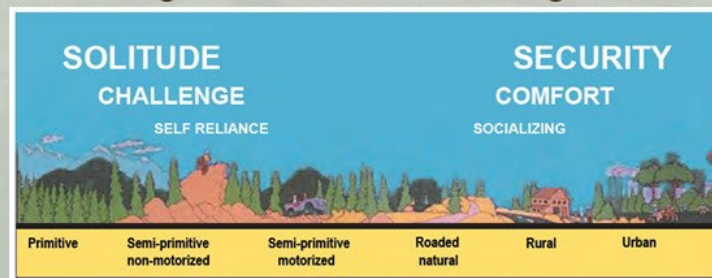 SOLITUDE
SECURITY
CHALLENGE
COMFORT
SELF RELIANCE
SOCIALIZING
Primitive
Semi-primitive
non-motorized
Semi-primitive
motorized
Roaded
natural
Rural
Urban